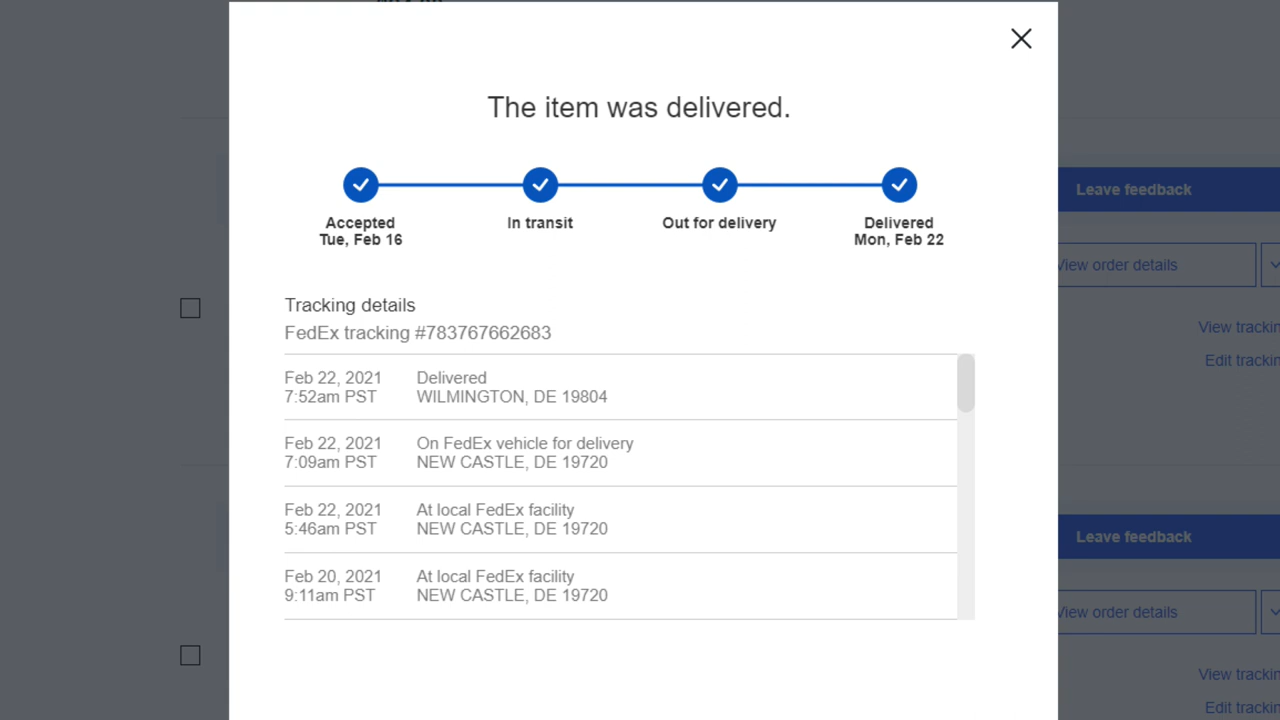 The item was delivered.
Accepted
Tue, Feb 16
In transit
Out for delivery
Delivered
Mon, Feb 22
Tracking details
FedEx tracking #783767662683
Feb 22, 2021 Delivered
7:52am PST WILMINGTON, DE 19804
Feb 22, 2021 On FedEx vehicle for delivery
7:09am PST NEW CASTLE, DE 19720
Feb 22, 2021 At local FedEx facility
5:46am PST NEW CASTLE, DE 19720
Feb 20, 2021 At local FedEx facility
9:11am PST NEW CASTLE, DE 19720
Leave feedback
View order details
View trackin
Edit trackin
Leave feedback
View order details
View trackin
Edit trackin